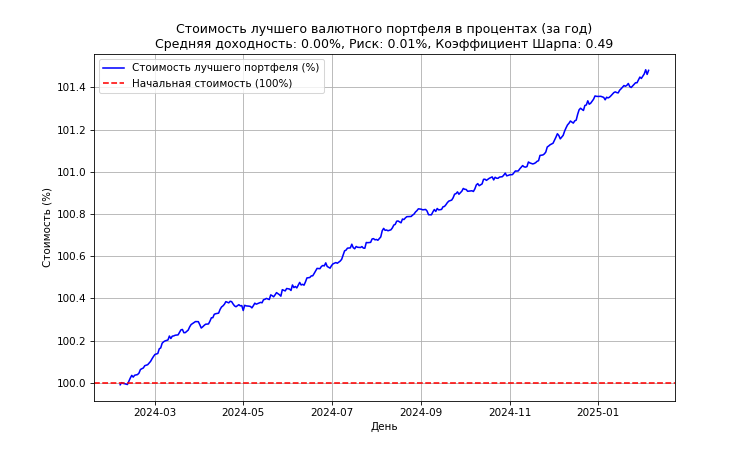 Стоимость лучшего валютного портфеля в процентах (за год)
Средняя доходность: 0.00%, Риск: 0.01%, Коэффициент Шарпа: 0.49
Стоимость лучшего портфеля (%)
Начальная стоимость (100%)
Стоимость (%)
101.4
101.2
101.0
100.8
100.6
100.4
100.2
100.0
2024-03
2024-05
2024-07
2024-09
2024-11
2025-01
День